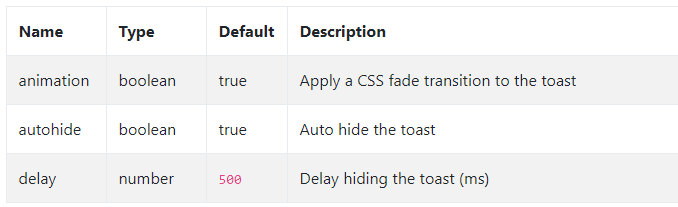 Name Type Default Description
animation boolean true Apply a CSS fade transition to the toast
autohide boolean true Auto hide the toast
delay number 500 Delay hiding the toast (ms)